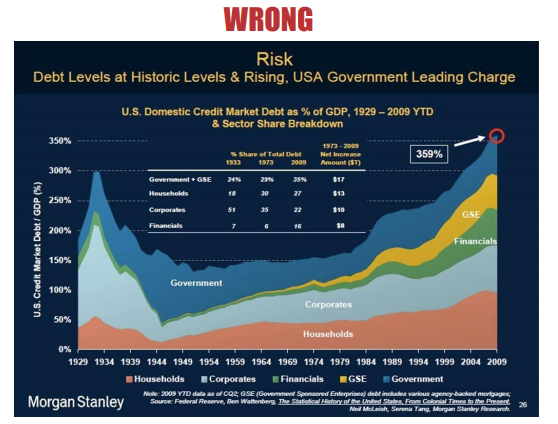 WRONG
Risk
Debt Levels at Historic Levels & Rising, USA Government Leading Charge
U.S. Domestic Credit Market Debt as % of GDP, 1929 – 2009 YTD
& Sector Share Breakdown
U.S. Credit Market Debt / GDP (%)
350%
300%
250%
200%
150%
100%
50%
0%
1973 - 2009
% Share of Total Debt Net Increase
1933 1973 2009 Amount ($T)
Government + GSE 24% 29% 35% $17
Households 18 30 27 $13
Corporates 51 35 22 $10
Financials 7 6 16 $8
359%
GSE
Financials
Government
Corporates
Households
1929 1934 1939 1944 1949 1954 1959 1964 1969 1974 1979 1984 1989 1994 1999 2004 2009
Households Corporates Financials GSE Government
Morgan Stanley
Note: 2009 YTD data as of CQ2; GSE (Government Sponsored Enterprises) debt includes various agency-backed mortgages;
Source: Federal Reserve, Ben Wattenberg, The Statistical History of the United States, From Colonial Times to the Present,
Neil McLeish, Serena Tang, Morgan Stanley Research.
26